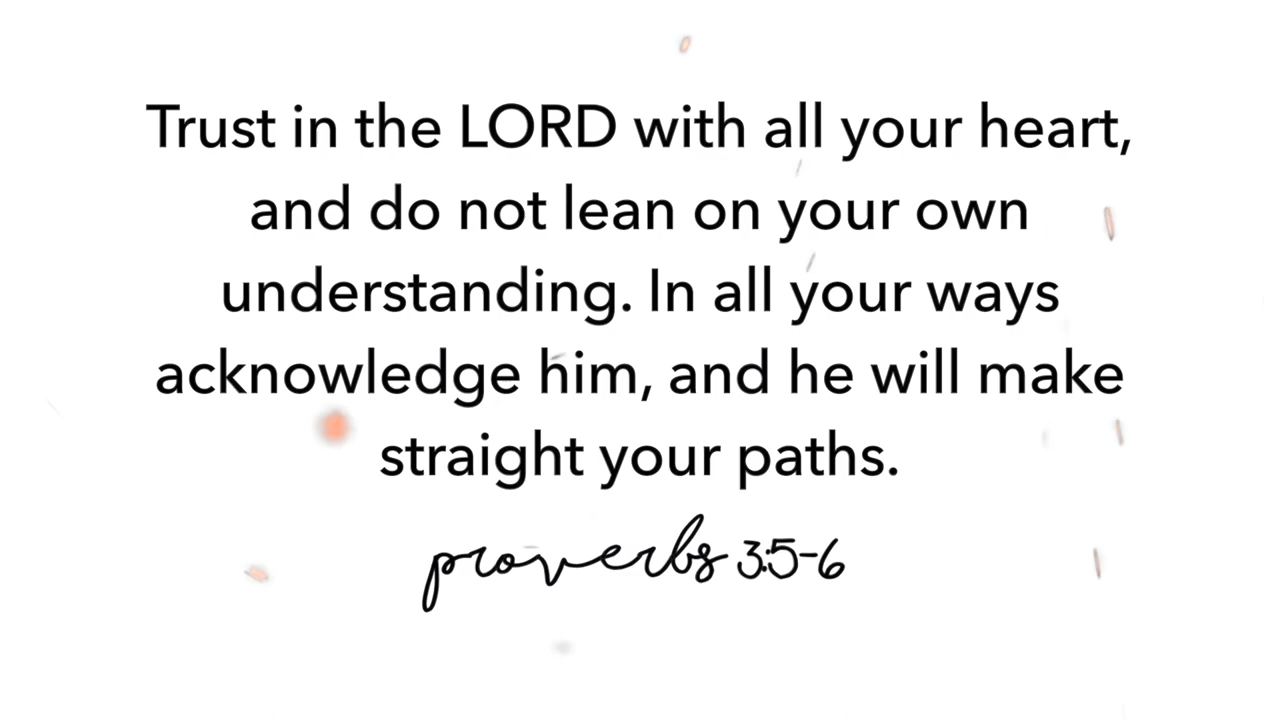 Trust in the LORD with all your heart,
and do not lean on your own
understanding. In all your ways
acknowledge him, and he will make
straight your paths.
proverbs 3:5-6